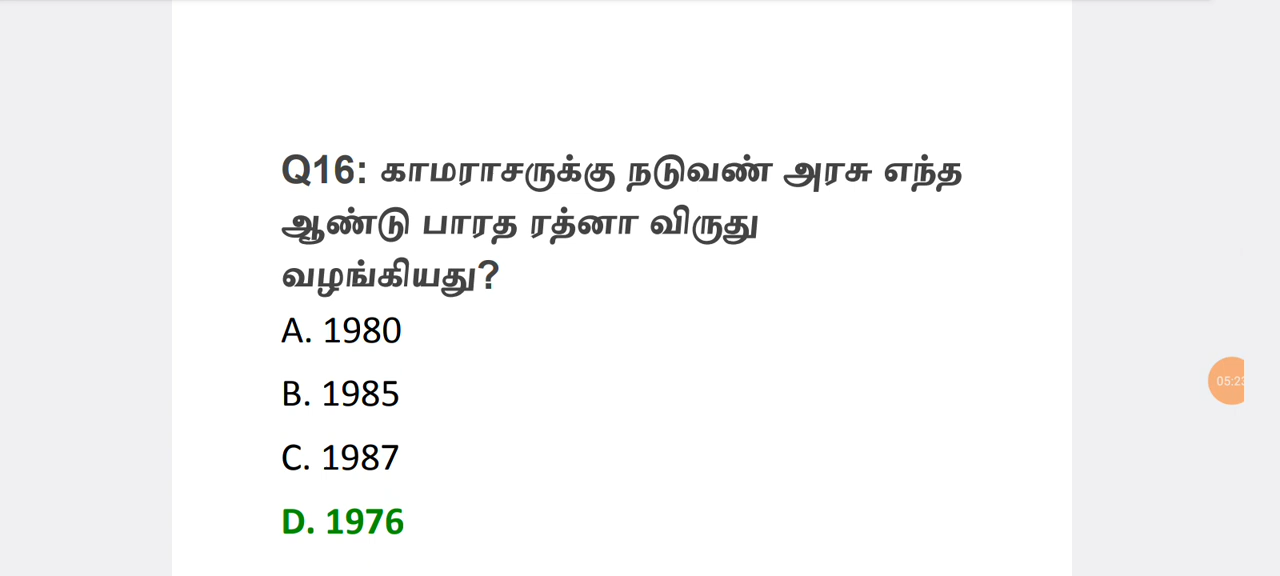 Q16: காமராசருக்கு நடுவண் அரசு எந்த
ஆண்டு பாரத ரத்னா விருது
வழங்கியது?
A. 1980
B. 1985
C. 1987
D. 1976